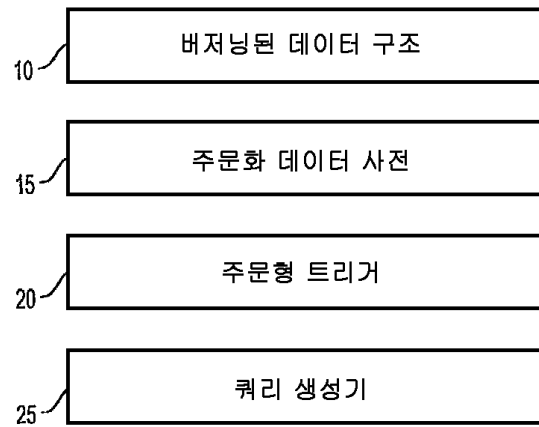 버저닝된 데이터 구조
10
주문화 데이터 사전
15
주문형 트리거
20
쿼리 생성기
25